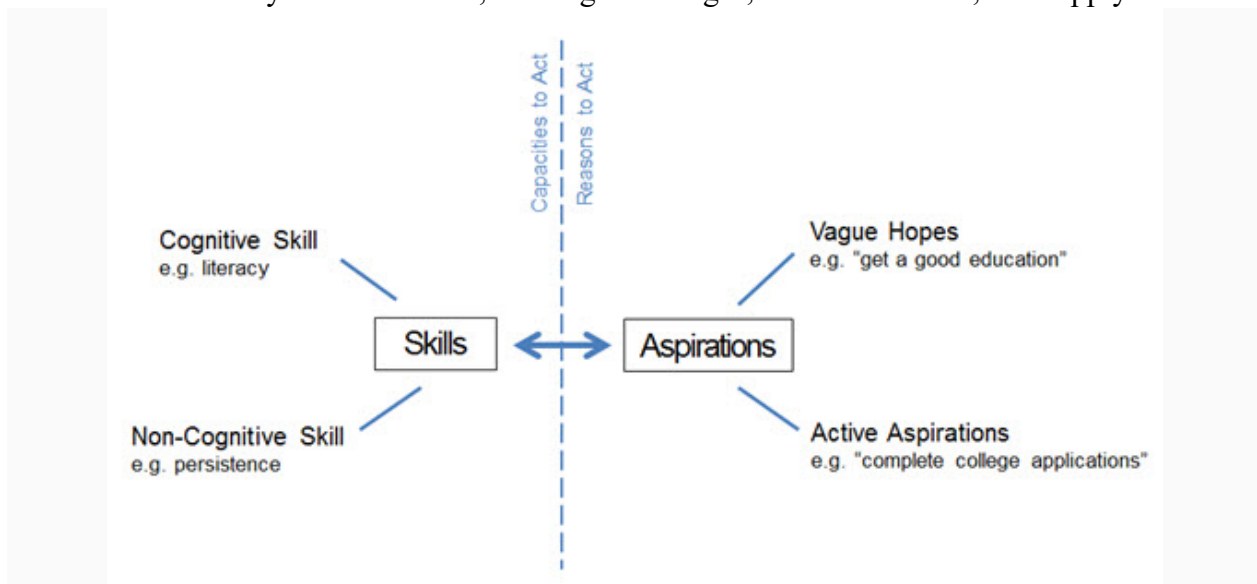 Capacities to Act
Reasons to Act
Cognitive Skill
e.g. literacy
Vague Hopes
e.g. "get a good education"
Skills
Aspirations
Non-Cognitive Skill
e.g. persistence
Active Aspirations
e.g. "complete college applications"